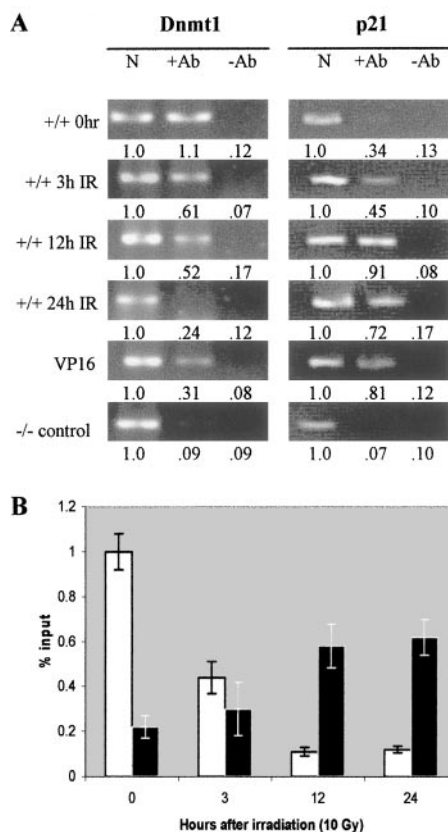 A
Dnmt1 p21
N +Ab -Ab N +Ab -Ab
+/+ 0hr
1.0 1.1 .12 1.0 .34 .13
+/+ 3h IR
1.0 .61 .07 1.0 .45 .10
+/+ 12h IR
1.0 .52 .17 1.0 .91 .08
+/+ 24h IR
1.0 .24 .12 1.0 .72 .17
VP16
1.0 .31 .08 1.0 .81 .12
-/- control
1.0 .09 .09 1.0 .07 .10
B
1.2
1
0.8
0.6
0.4
0.2
0
% input
0 3 12 24
Hours after irradiation (10 Gy)